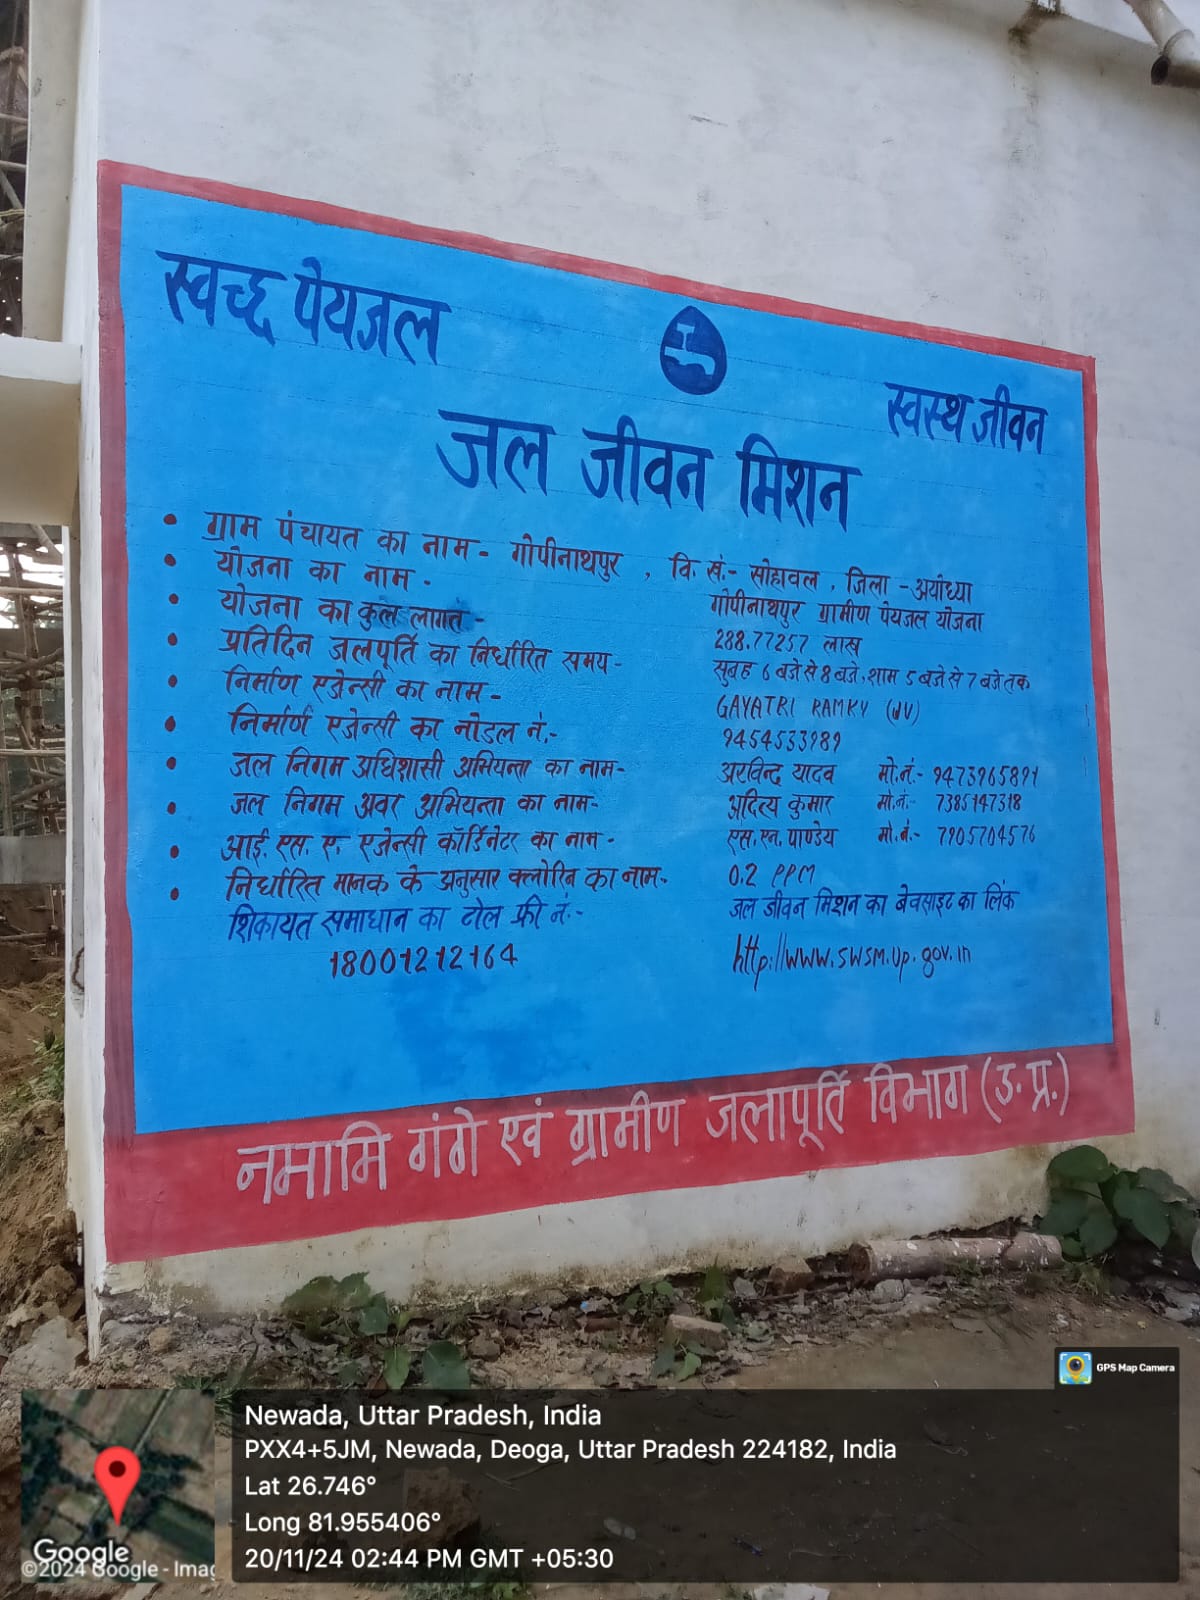 स्वच्छ पेयजल
स्वस्थ जीवन
जल जीवन मिशन
• ग्राम पंचायत का नाम - गोपीनाथपुर , वि. खं.- सोहावल , जिला - अयोध्या
• योजना का नाम - गोपीनाथपुर ग्रामीण पेयजल योजना
• योजना का कुल लागत - 288.77257 लाख
• प्रतिदिन जलपूर्ति का निर्धारित समय - सुबह 6 बजे से 8 बजे, शाम 5 बजे से 7 बजे तक
• निर्माण एजेन्सी का नाम - GAYATRI RAMKY (JV)
• निर्माण एजेन्सी का नोडल नं.- 9454533989
• जल निगम अधिशासी अभियन्ता का नाम - अरविन्द यादव मो.नं.- 9473965891
• जल निगम अवर अभियन्ता का नाम - अदित्य कुमार मो.नं.- 7385147318
• आई. एस. ए. एजेन्सी कॉर्डिनेटर का नाम - एस. एन. पाण्डेय मो.नं.- 7905704576
• निर्धारित मानक के अनुसार क्लोरिन का नाम - 0.2 PPM
शिकायत समाधान का टोल फ्री नं.- जल जीवन मिशन का बेवसाइट का लिंक
18001212164 http://www.swsm.up.gov.in
नमामि गंगे एवं ग्रामीण जलापूर्ति विभाग (उ. प्र.)
GPS Map Camera
Newada, Uttar Pradesh, India
PXX4+5JM, Newada, Deoga, Uttar Pradesh 224182, India
Lat 26.746°
Long 81.955406°
20/11/24 02:44 PM GMT +05:30
Google
©2024 Google - Imag